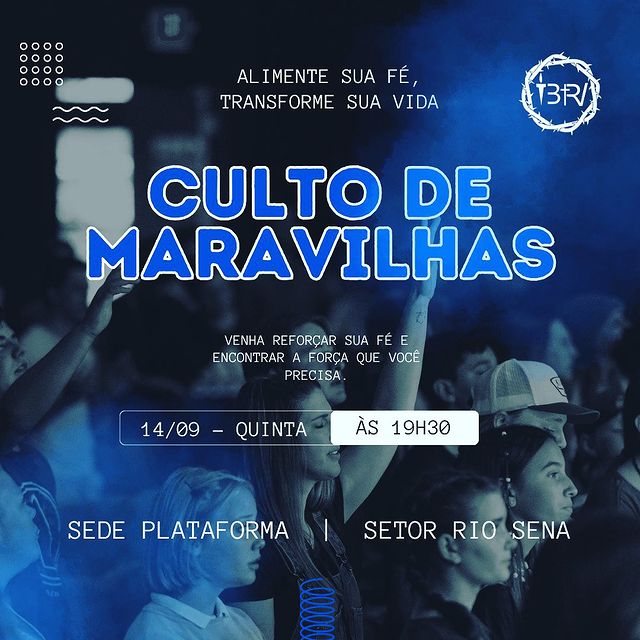 ALIMENTE SUA FÉ,
TRANSFORME SUA VIDA
CULTO DE
MARAVILHAS
VENHA REFORÇAR SUA FÉ E
ENCONTRAR A FORÇA QUE VOCÊ
PRECISA.
14/09 – QUINTA ÀS 19H30
SEDE PLATAFORMA | SETOR RIO SENA